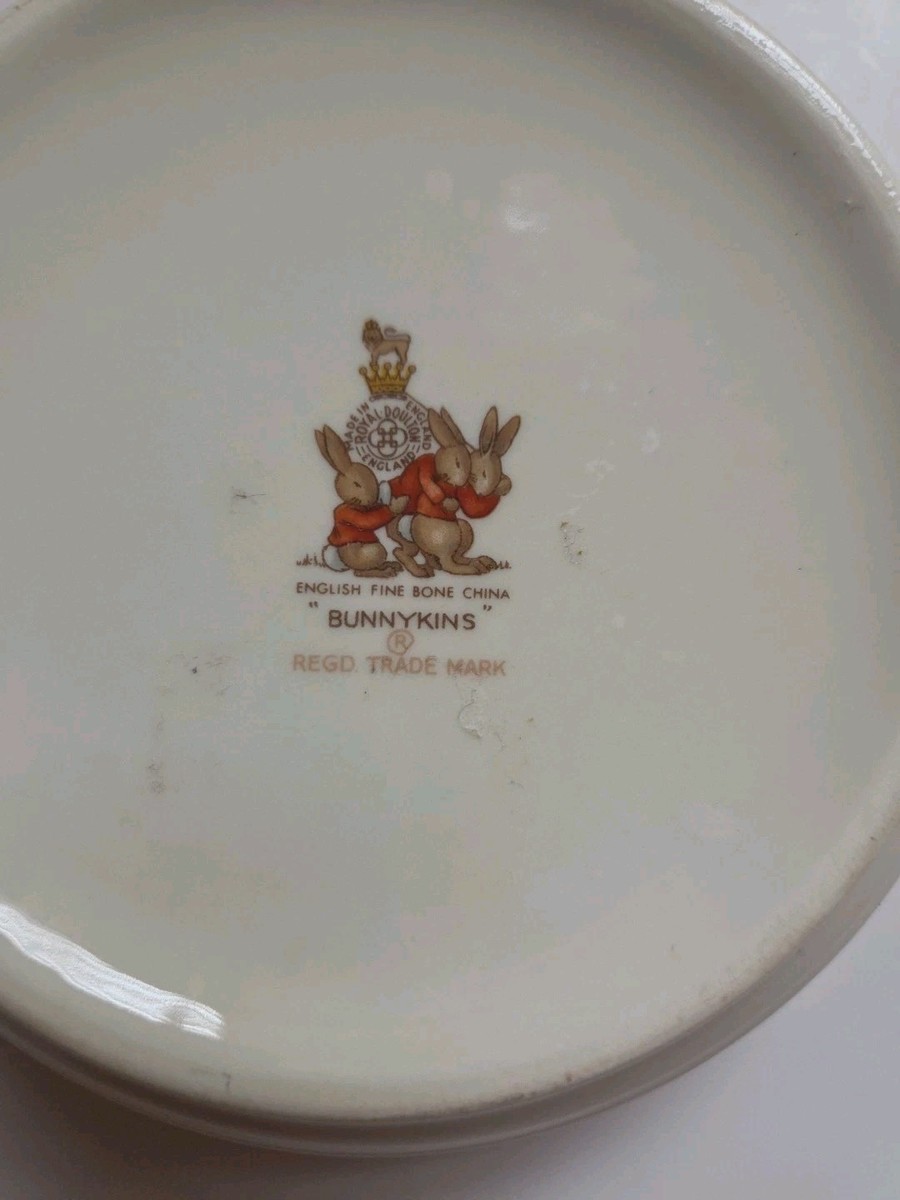 MADE IN ENGLAND
ROYAL DOULTON
ENGLAND
ENGLISH FINE BONE CHINA
"BUNNYKINS"
®
REGD. TRADE MARK